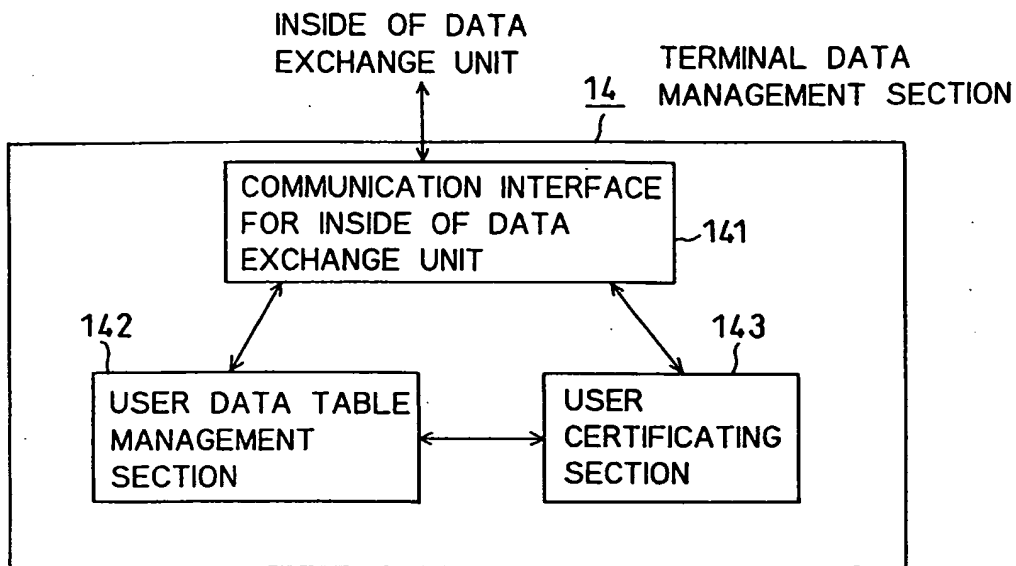 INSIDE OF DATA
EXCHANGE UNIT
TERMINAL DATA
MANAGEMENT SECTION
14
COMMUNICATION INTERFACE
FOR INSIDE OF DATA
EXCHANGE UNIT
141
142
143
USER DATA TABLE
MANAGEMENT
SECTION
USER
CERTIFICATING
SECTION